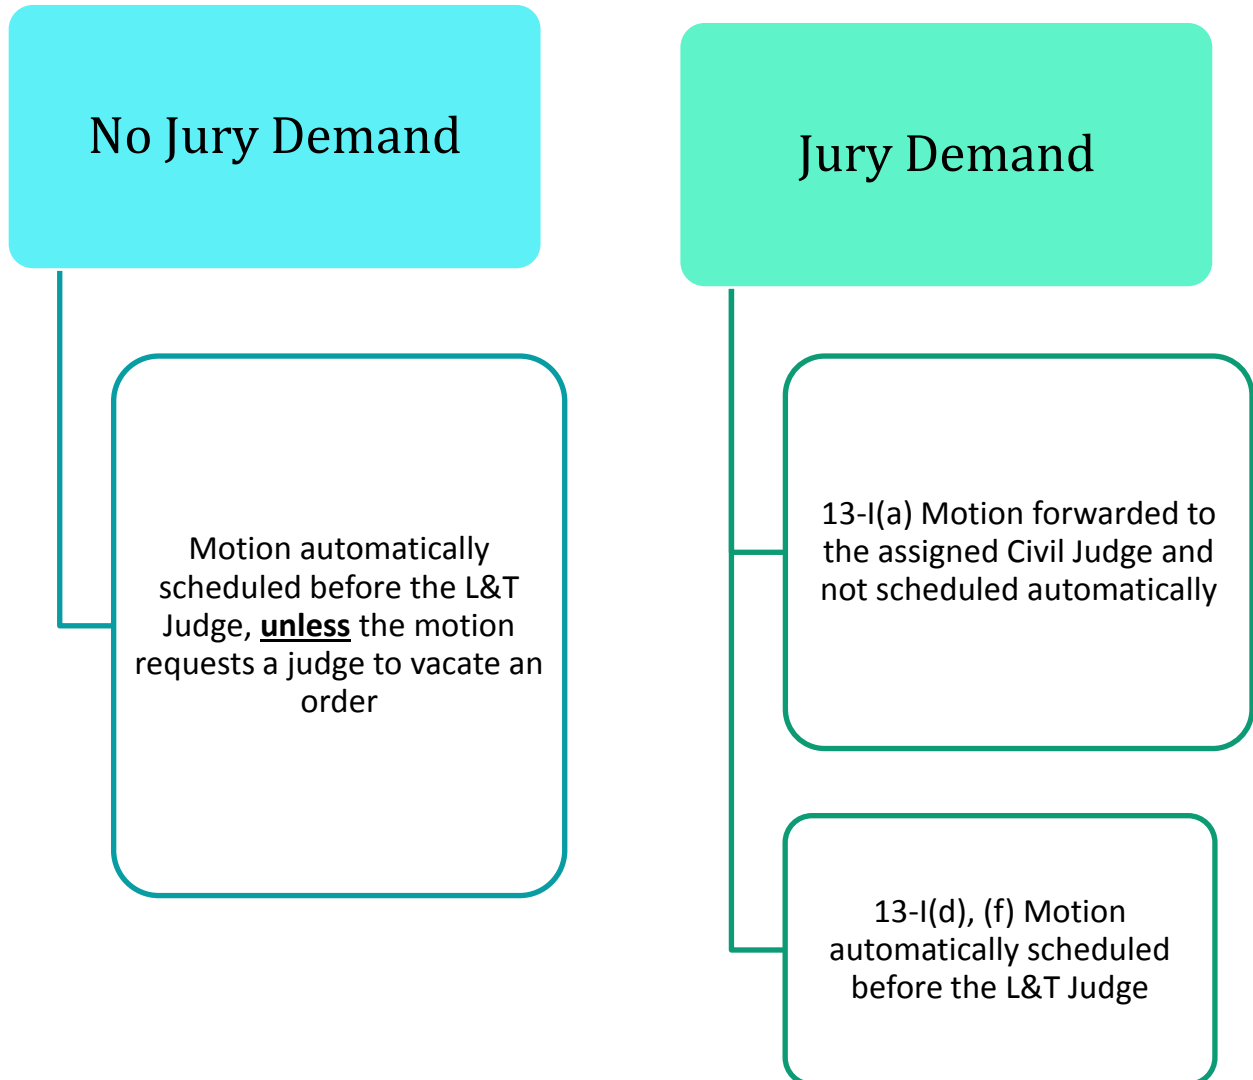 No Jury Demand
Motion automatically
scheduled before the L&T
Judge, unless the motion
requests a judge to vacate an
order
Jury Demand
13-I(a) Motion forwarded to
the assigned Civil Judge and
not scheduled automatically
13-I(d), (f) Motion
automatically scheduled
before the L&T Judge